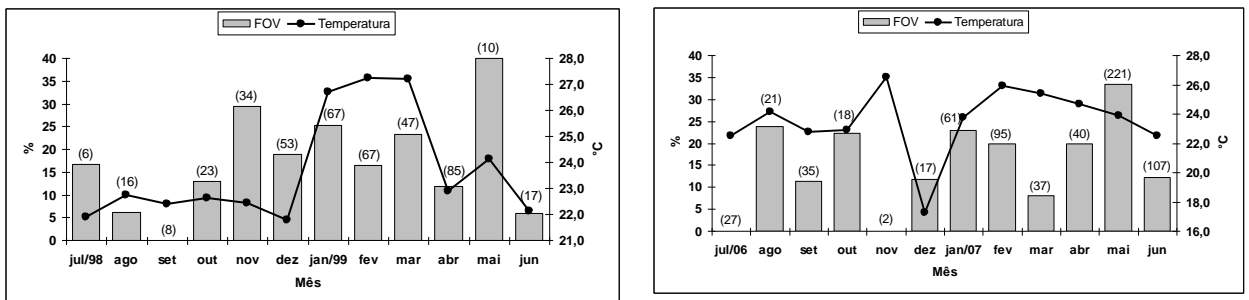 FOV Temperatura
(10)
40 28,0
35 (34) (67) 27,0
30 (53) (47) 26,0
25 (6) (23) (67) 25,0
% 20 (16) (85) (17) 24,0 °C
15 23,0
10 22,0
5 (8)
0 21,0
jul/98 ago set out nov dez jan/99 fev mar abr mai jun
Mês
FOV Temperatura
40 (221) 28,0
35 (21) (18) (61) (95) 26,0
30 (40) 24,0
25 (35) (17) (107) 22,0
% 20 (37) 20,0 °C
15
10 18,0
5 (27) (2)
0 16,0
jul/06 ago set out nov dez jan/07 fev mar abr mai jun
Mês